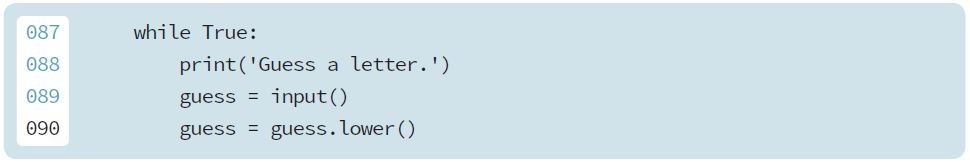 087 while True:
088 print('Guess a letter.')
089 guess = input()
090 guess = guess.lower()